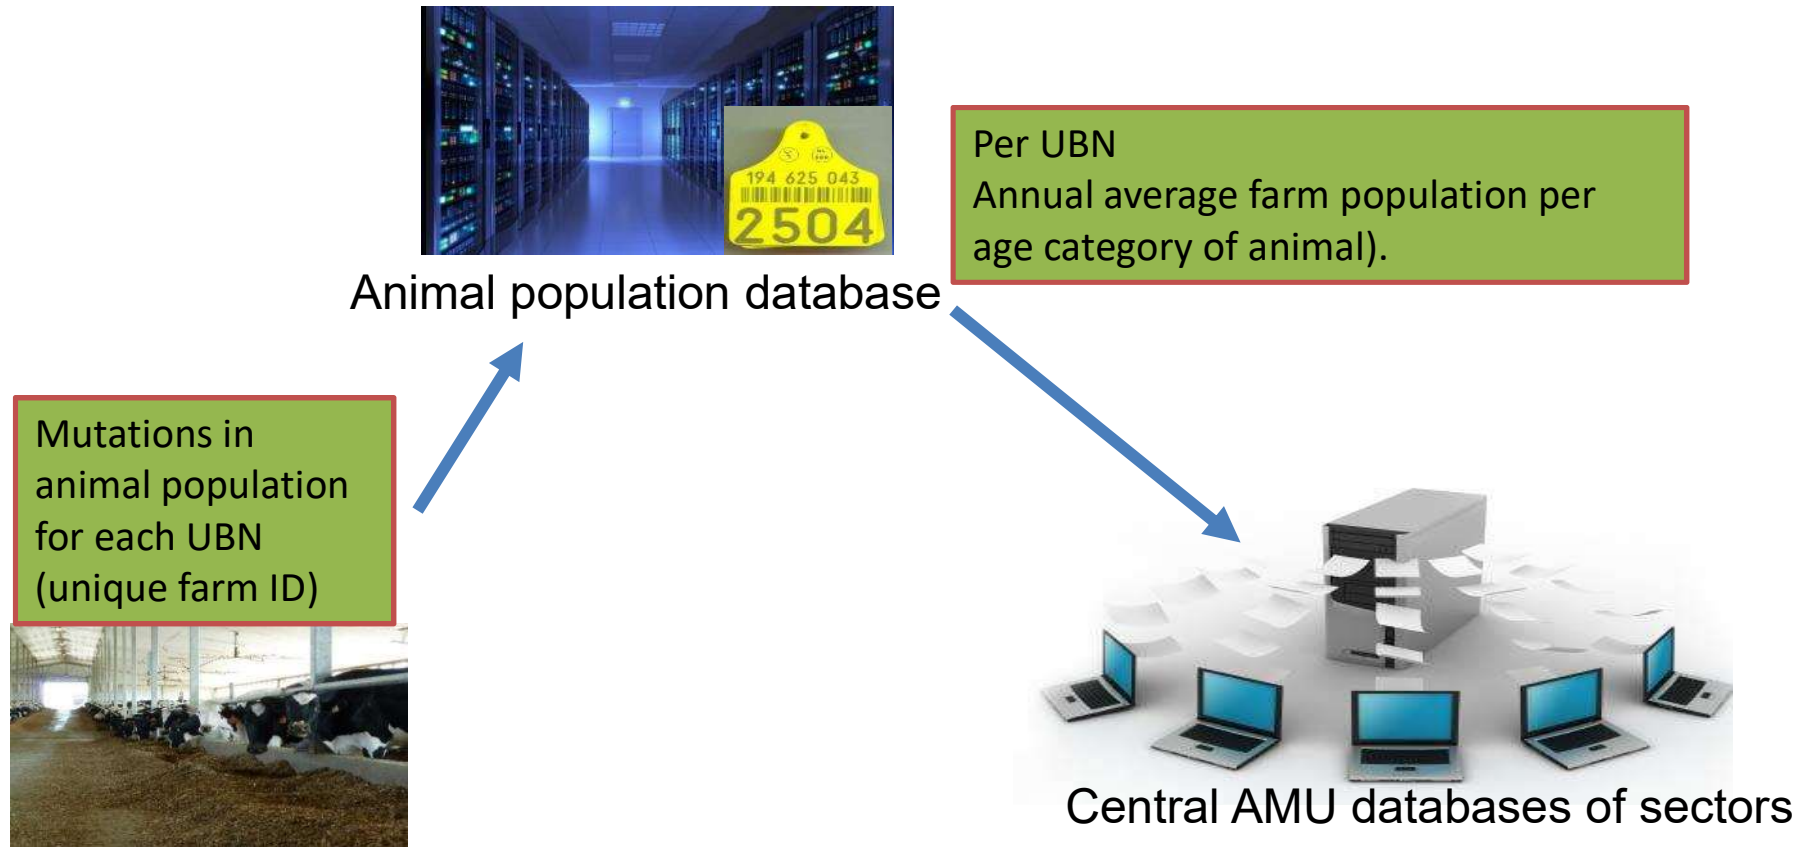 194 625 043
2504
Per UBN
Annual average farm population per
age category of animal).
Animal population database
Mutations in
animal population
for each UBN
(unique farm ID)
Central AMU databases of sectors